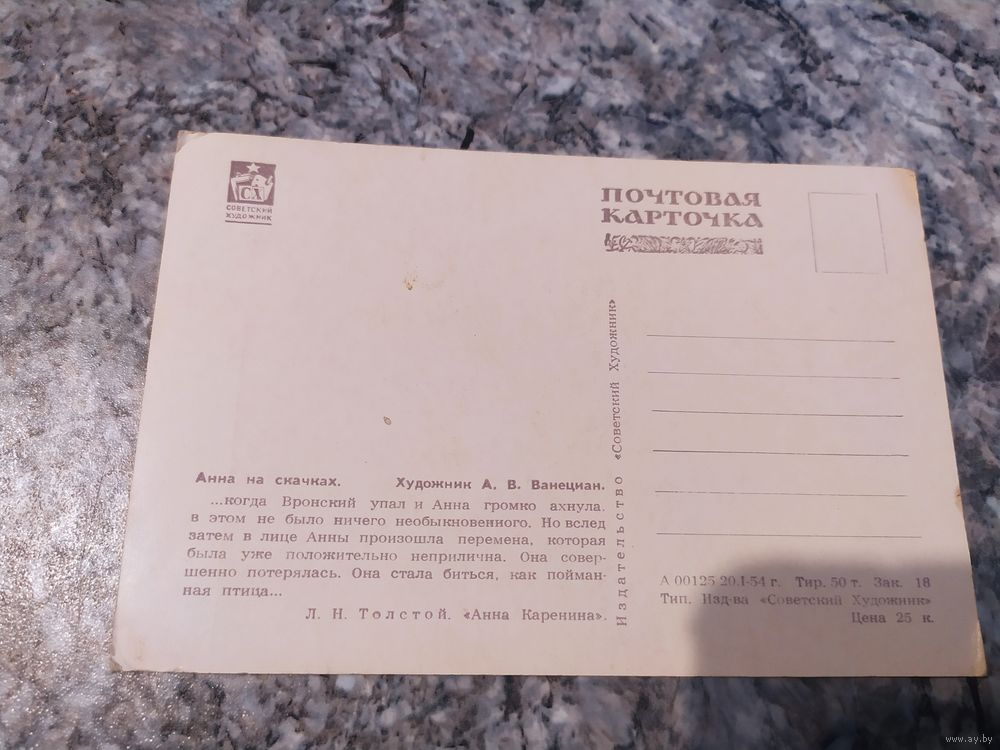 СХ
СОВЕТСКИЙ
ХУДОЖНИК
ПОЧТОВАЯ
КАРТОЧКА
Анна на скачках. Художник А. В. Ванециан.
...когда Вронский упал и Анна громко ахнула,
в этом не было ничего необыкновенного. Но вслед
затем в лице Анны произошла перемена, которая
была уже положительно неприлична. Она совер-
шенно потерялась. Она стала биться, как пойман-
ная птица...
Л. Н. Толстой. «Анна Каренина».
Издательство «Советский Художник»
А 00125 20.I-54 г. Тир. 50 т. Зак. 18
Тип. Изд-ва «Советский Художник»
Цена 25 к.
www.ay.by